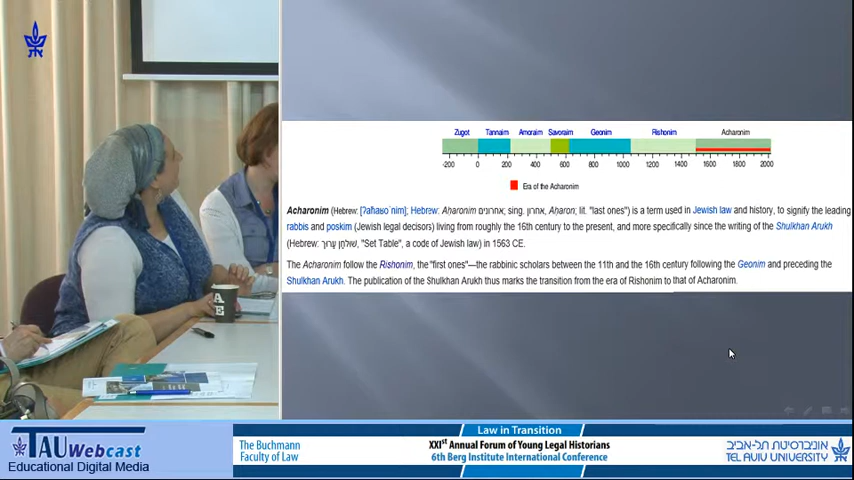 Zugot Tannaim Amoraim Savoraim Geonim Rishonim Acharonim
-200 0 200 400 600 800 1000 1200 1400 1600 1800 2000
Era of the Acharonim
Acharonim (Hebrew: [ʔaħaʁoˈnim]; Hebrew: Aḥaronim אחרונים; sing. אחרון, Aḥaron; lit. "last ones") is a term used in Jewish law and history, to signify the leading
rabbis and poskim (Jewish legal decisors) living from roughly the 16th century to the present, and more specifically since the writing of the Shulkhan Arukh
(Hebrew: שולחן ערוך, "Set Table", a code of Jewish law) in 1563 CE.
The Acharonim follow the Rishonim, the "first ones"—the rabbinic scholars between the 11th and the 16th century following the Geonim and preceding the
Shulkhan Arukh. The publication of the Shulkhan Arukh thus marks the transition from the era of Rishonim to that of Acharonim.
A
E
TAU Webcast
Educational Digital Media
The Buchmann
Faculty of Law
Law in Transition
XXIst Annual Forum of Young Legal Historians
6th Berg Institute International Conference
אוניברסיטת תל-אביב
TEL AVIV UNIVERSITY